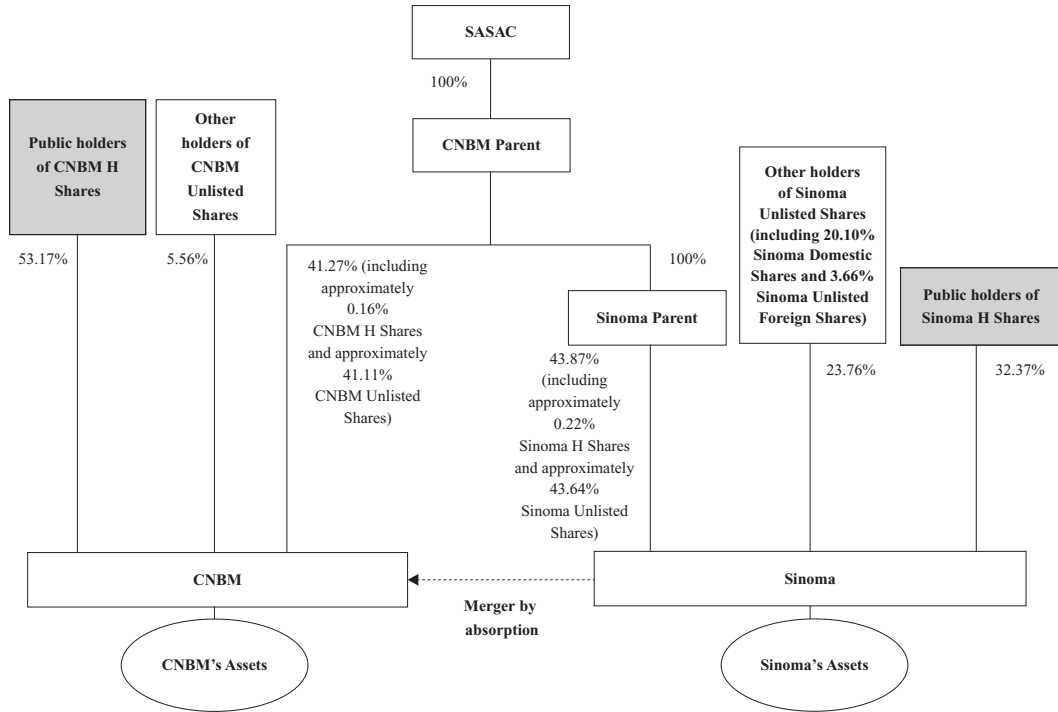 SASAC
100%
CNBM Parent
Public holders
of CNBM H
Shares
Other
holders of
CNBM
Unlisted
Shares
53.17%
5.56%
41.27% (including
approximately
0.16%
CNBM H Shares
and approximately
41.11%
CNBM Unlisted
Shares)
100%
Sinoma Parent
43.87%
(including
approximately
0.22%
Sinoma H Shares
and approximately
43.64%
Sinoma Unlisted
Shares)
Other holders
of Sinoma
Unlisted Shares
(including 20.10%
Sinoma Domestic
Shares and 3.66%
Sinoma Unlisted
Foreign Shares)
23.76%
Public holders of
Sinoma H Shares
32.37%
CNBM
Merger by
absorption
Sinoma
CNBM’s Assets
Sinoma’s Assets